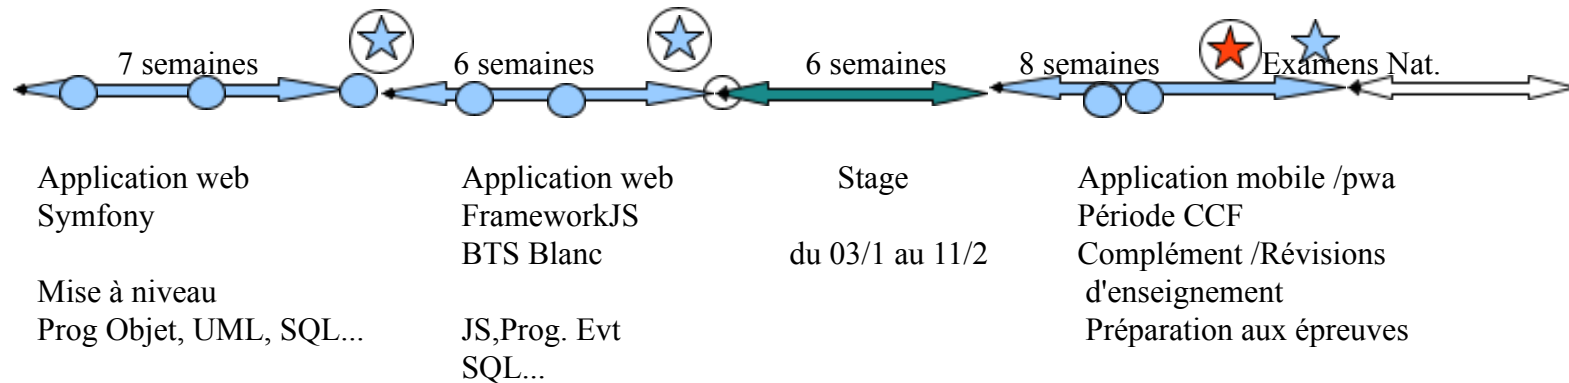 7 semaines
6 semaines
6 semaines
8 semaines
Examens Nat.
Application web
Symfony
Mise à niveau
Prog Objet, UML, SQL...
Application web
FrameworkJS
BTS Blanc
JS,Prog. Evt
SQL...
Stage
du 03/1 au 11/2
Application mobile /pwa
Période CCF
Complément /Révisions
d'enseignement
Préparation aux épreuves